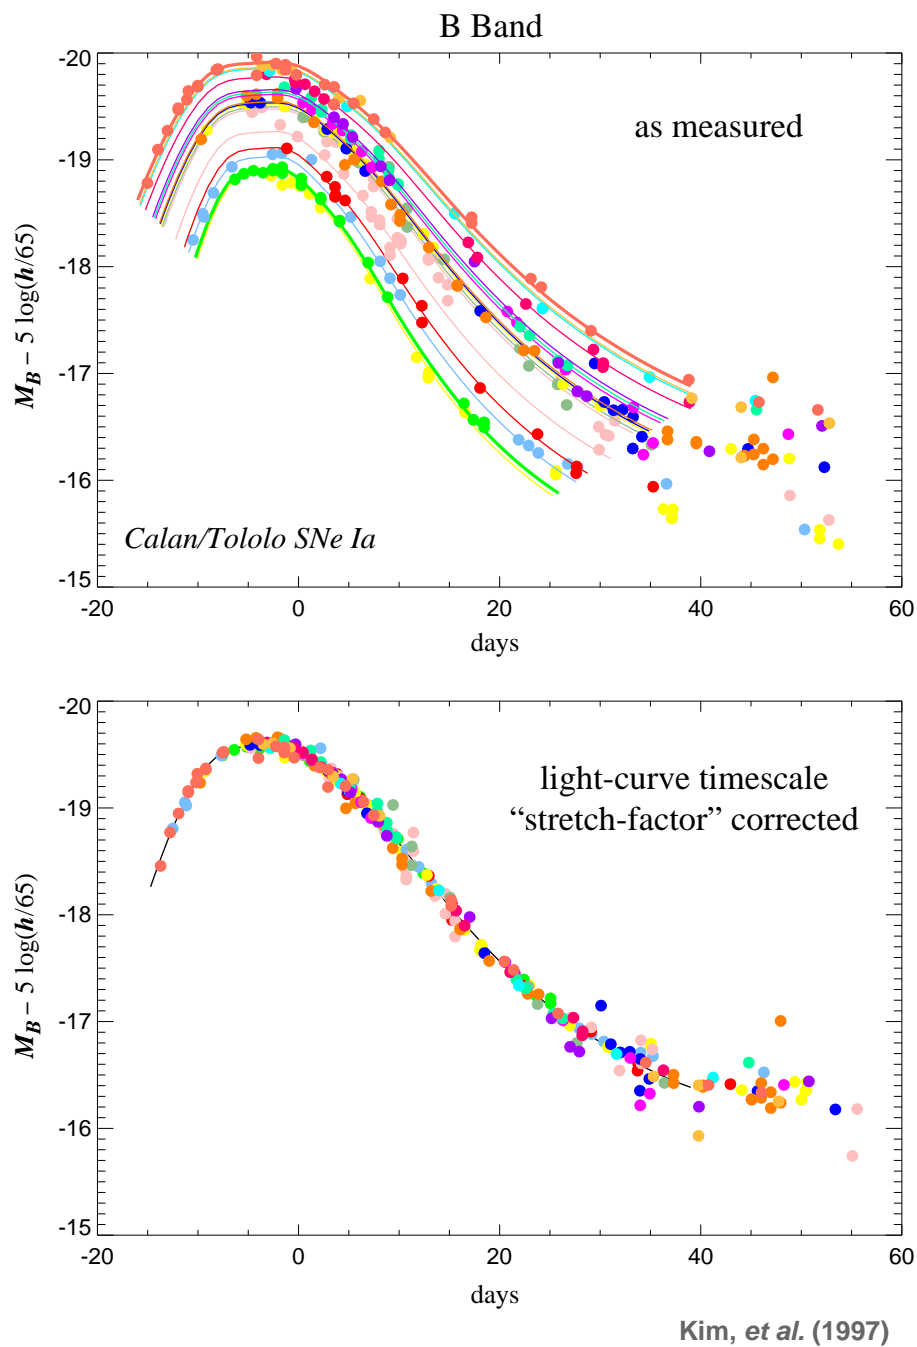 B Band
-20
-19
-18
-17
-16
-15
-20
0
20
40
60
as measured
Calan/Tololo SNe Ia
M_B – 5 log(h/65)
days
-20
-19
-18
-17
-16
-15
-20
0
20
40
60
light-curve timescale
“stretch-factor” corrected
M_B – 5 log(h/65)
days
Kim, et al. (1997)